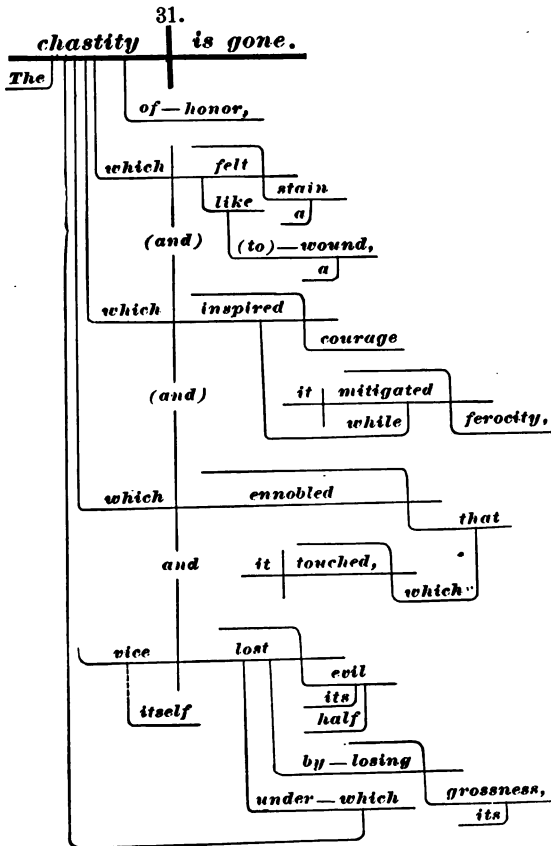 31.
chastity is gone.
The
of—honor,
which felt
stain
like
a
(and) (to)—wound,
a
which inspired
courage
(and) it mitigated
while ferocity,
which ennobled
that
and it touched,
which
vice lost
evil
its
itself half
by—losing
under—which grossness,
its